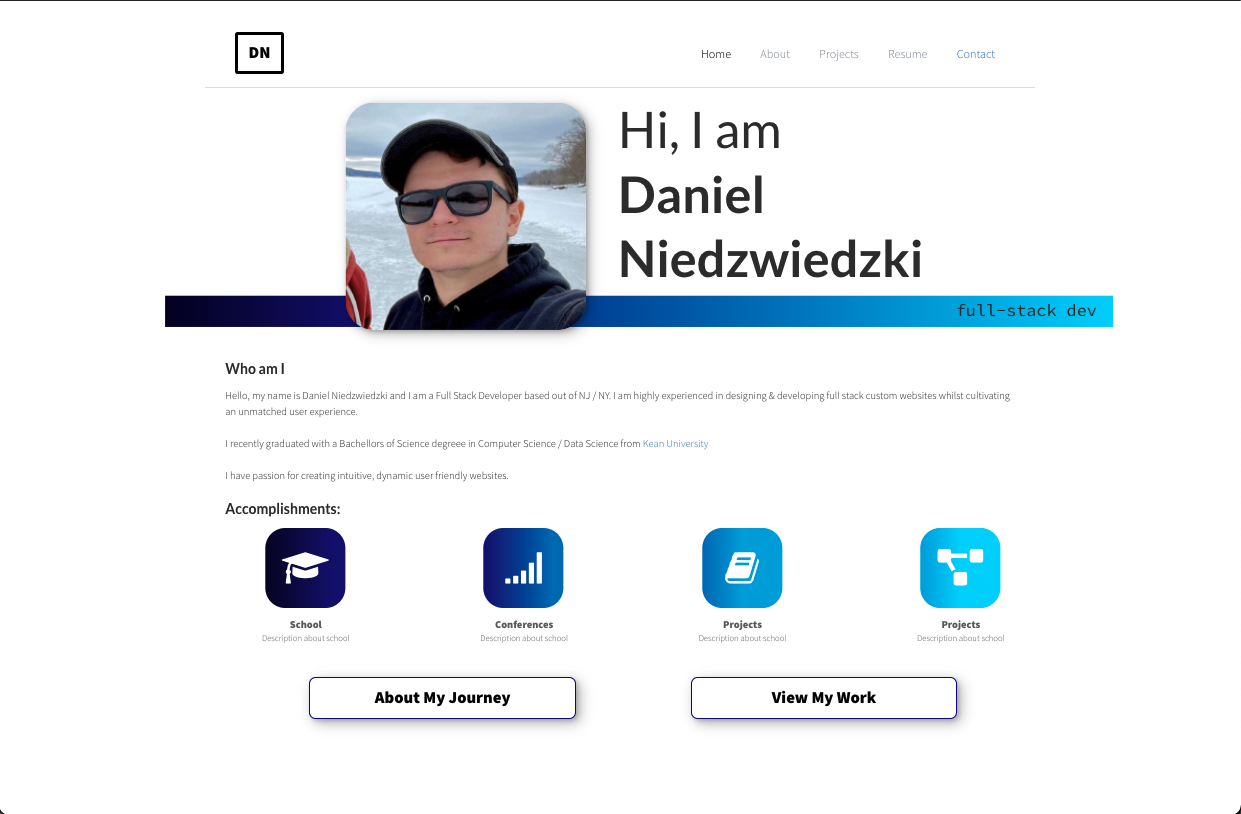 DN
Home About Projects Resume Contact
Hi, I am
Daniel
Niedzwiedzki
full-stack dev
Who am I
Hello, my name is Daniel Niedzwiedzki and I am a Full Stack Developer based out of NJ / NY. I am highly experienced in designing & developing full stack custom websites whilst cultivating
an unmatched user experience.
I recently graduated with a Bachellors of Science degreee in Computer Science / Data Science from Kean University
I have passion for creating intuitive, dynamic user friendly websites.
Accomplishments:
School Conferences Projects Projects
Description about school Description about school Description about school Description about school
About My Journey View My Work